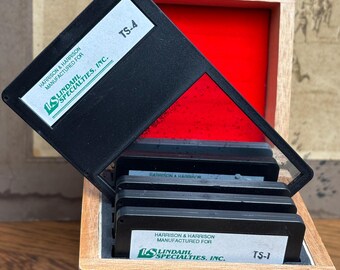 HARRISON & HARRISON
MANUFACTURED FOR
LS LINDAHL
SPECIALTIES, INC.
TS-4
HARRISON & HARRISON
HARRISON & HARRISON
MANUFACTURED FOR
LS LINDAHL
SPECIALTIES, INC.
TS-1